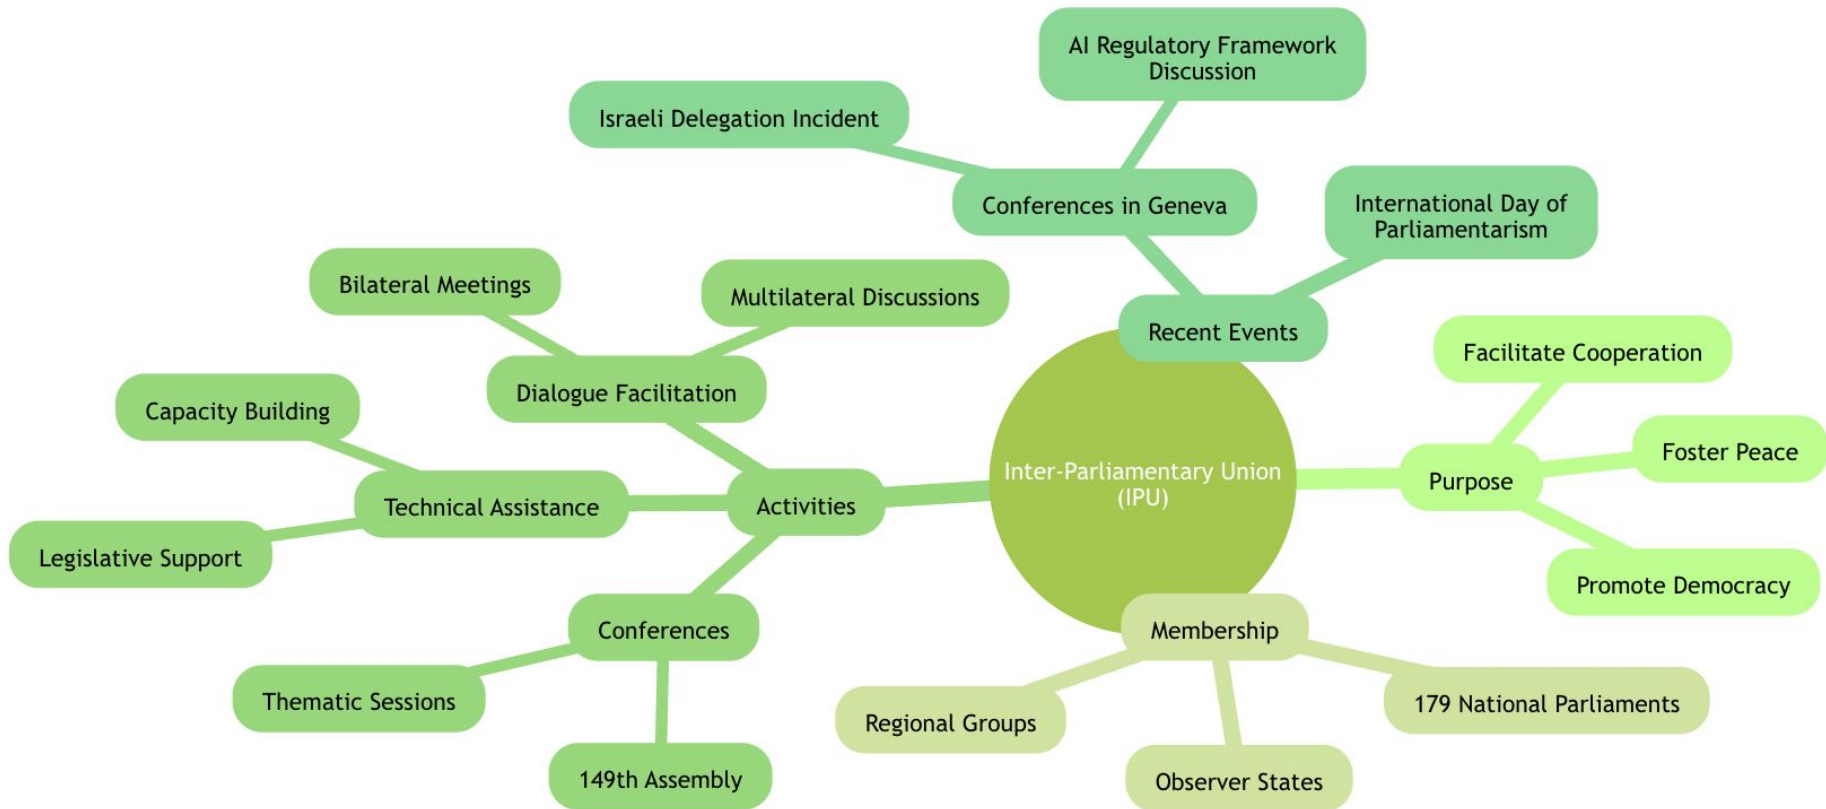 AI Regulatory Framework
Discussion
Israeli Delegation Incident
Conferences in Geneva
International Day of
Parliamentarism
Bilateral Meetings
Multilateral Discussions
Recent Events
Facilitate Cooperation
Dialogue Facilitation
Capacity Building
Foster Peace
Inter-Parliamentary Union
(IPU)
Purpose
Technical Assistance
Activities
Legislative Support
Promote Democracy
Conferences
Membership
Thematic Sessions
179 National Parliaments
Regional Groups
149th Assembly
Observer States